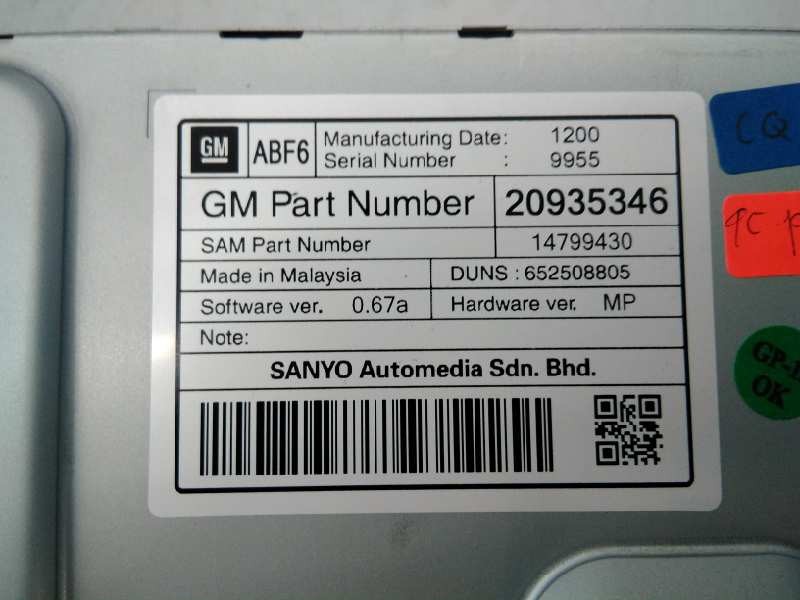 GM
ABF6
Manufacturing Date: 1200
Serial Number : 9955
GM Part Number 20935346
SAM Part Number 14799430
Made in Malaysia DUNS : 652508805
Software ver. 0.67a Hardware ver. MP
Note:
SANYO Automedia Sdn. Bhd.
CQ
OK